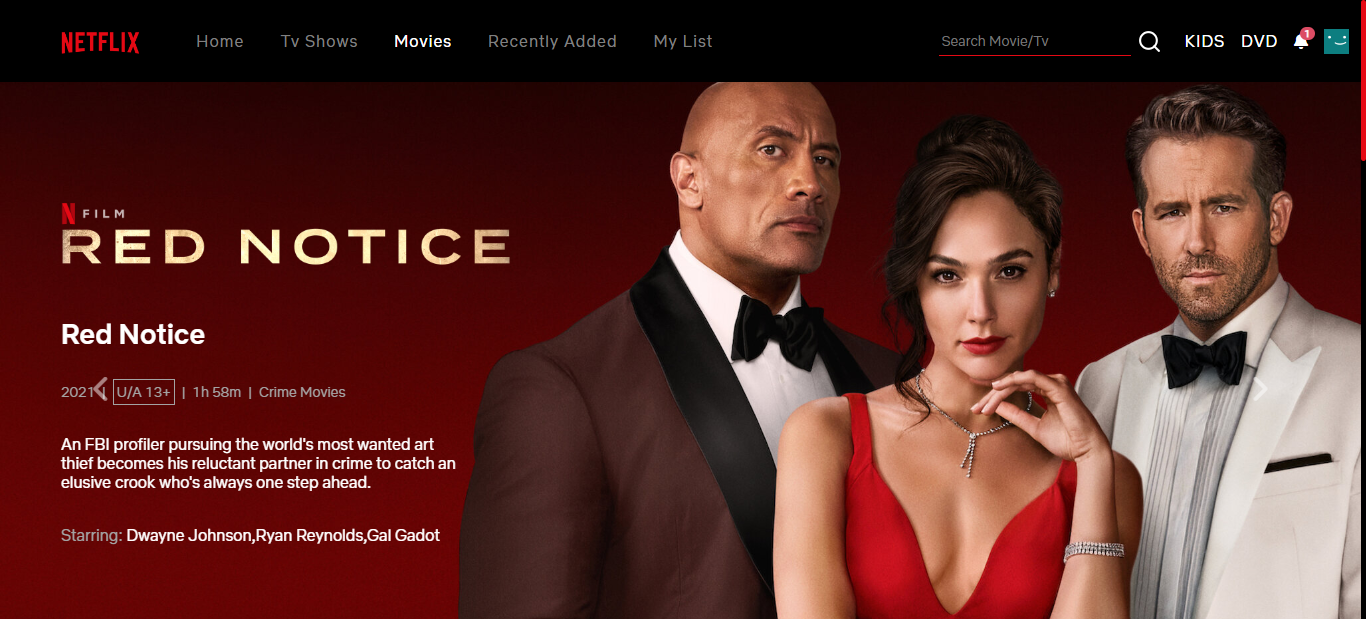 NETFLIX Home Tv Shows Movies Recently Added My List Search Movie/Tv KIDS DVD 1
N FILM
RED NOTICE
Red Notice
2021 | U/A 13+ | 1h 58m | Crime Movies
An FBI profiler pursuing the world's most wanted art
thief becomes his reluctant partner in crime to catch an
elusive crook who's always one step ahead.
Starring: Dwayne Johnson,Ryan Reynolds,Gal Gadot